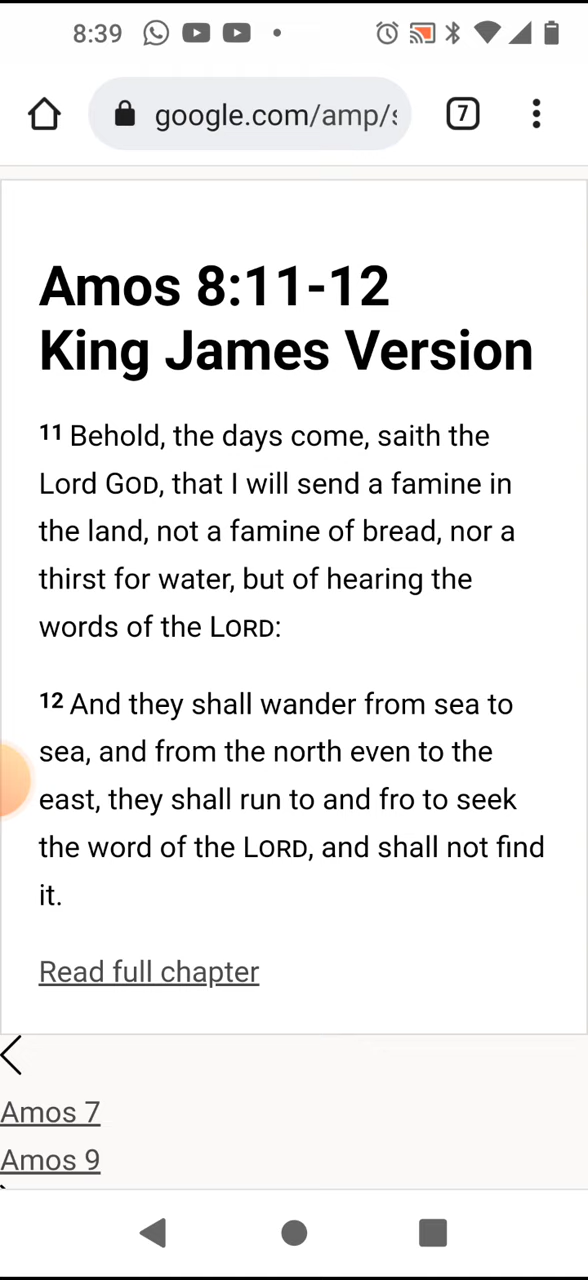 8:39
google.com/amp/s
7
Amos 8:11-12
King James Version
11 Behold, the days come, saith the
Lord GOD, that I will send a famine in
the land, not a famine of bread, nor a
thirst for water, but of hearing the
words of the LORD:
12 And they shall wander from sea to
sea, and from the north even to the
east, they shall run to and fro to seek
the word of the LORD, and shall not find
it.
Read full chapter
Amos 7
Amos 9